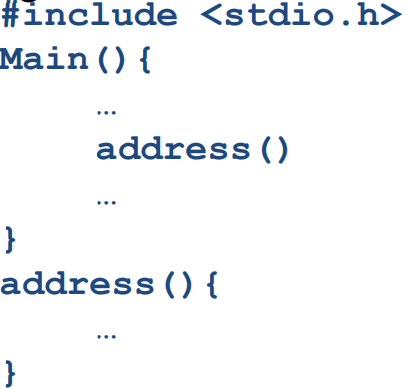 #include <stdio.h>
Main(){
…
address()
…
}
address(){
…
}